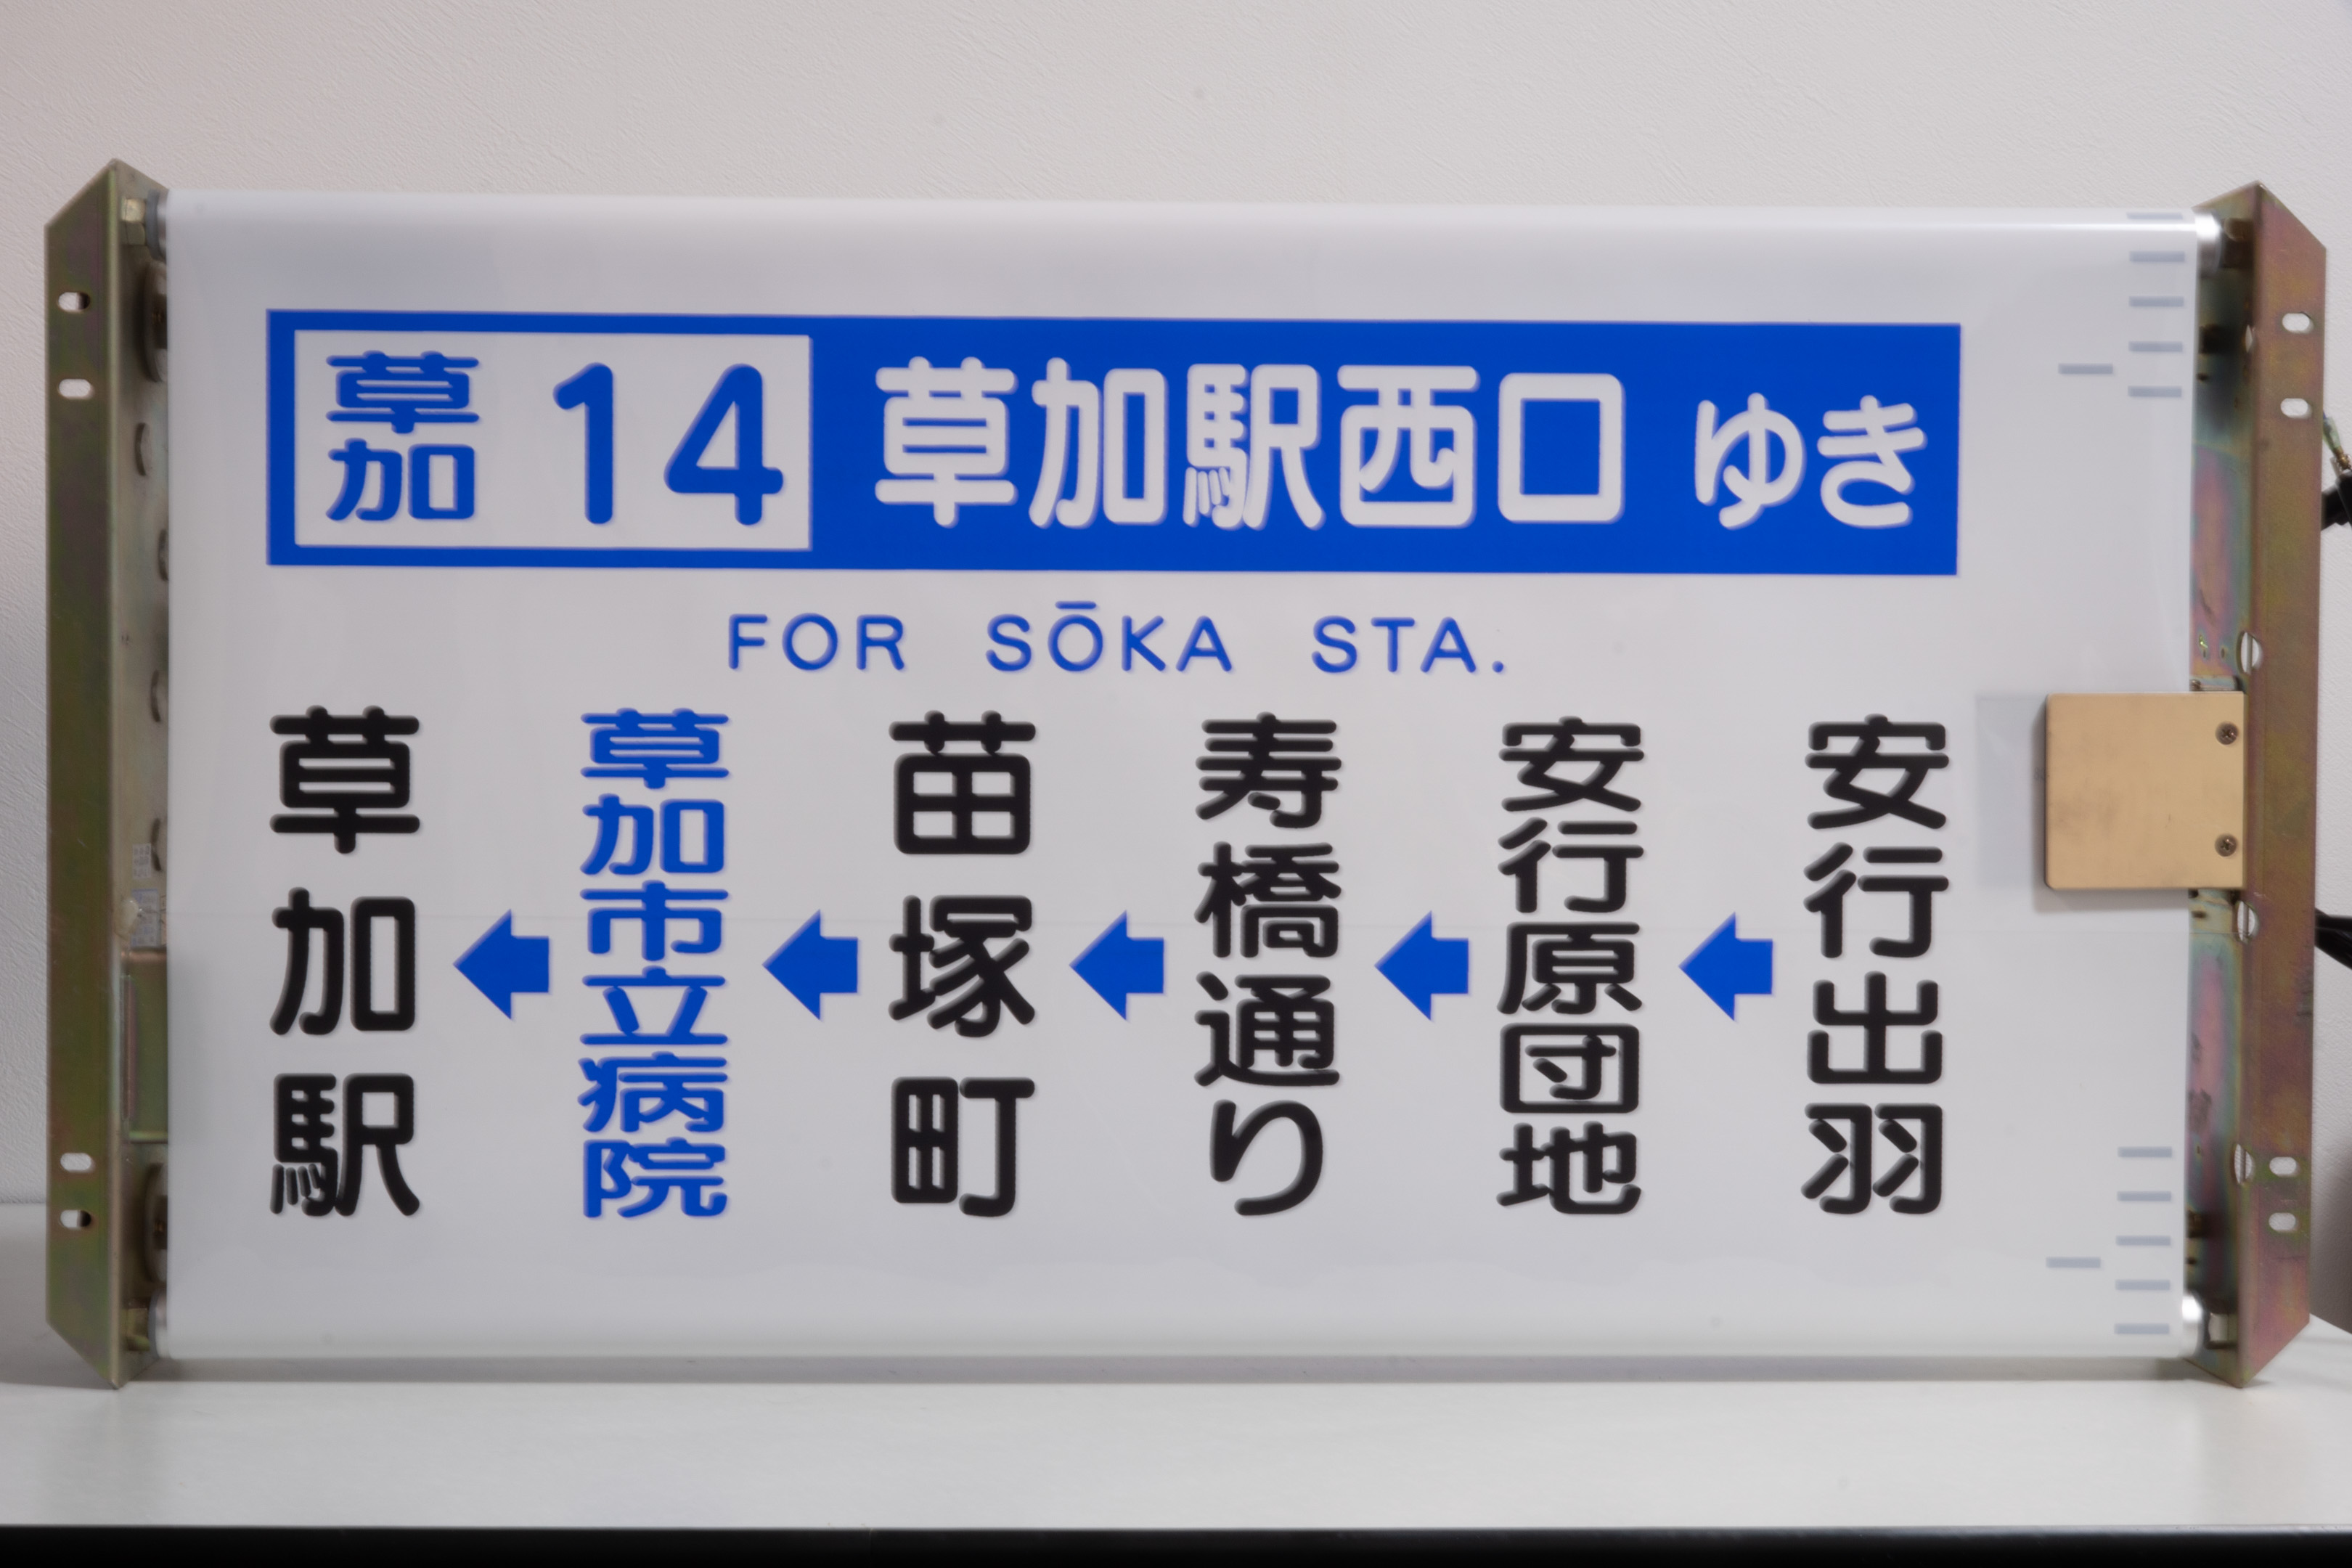 草加 14 草加駅西口 ゆき
FOR SŌKA STA.
安行出羽
安行原団地
寿橋通り
苗塚町
草加市立病院
草加駅